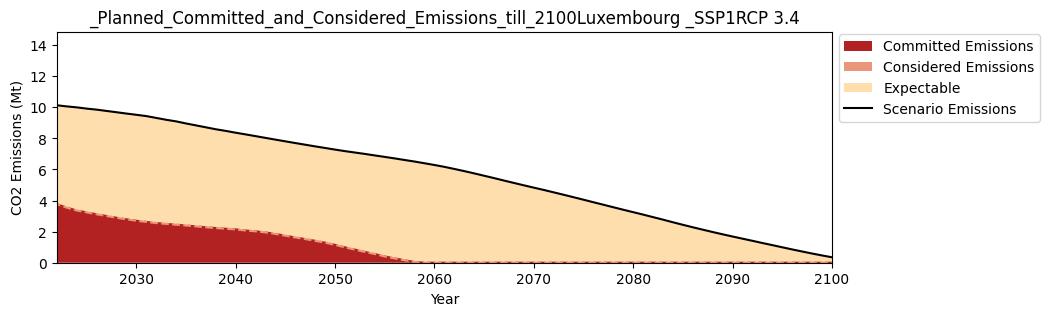 _Planned_Committed_and_Considered_Emissions_till_2100Luxembourg _SSP1RCP 3.4
14
12
10
8
6
4
2
0
CO2 Emissions (Mt)
2030 2040 2050 2060 2070 2080 2090 2100
Year
Committed Emissions
Considered Emissions
Expectable
Scenario Emissions